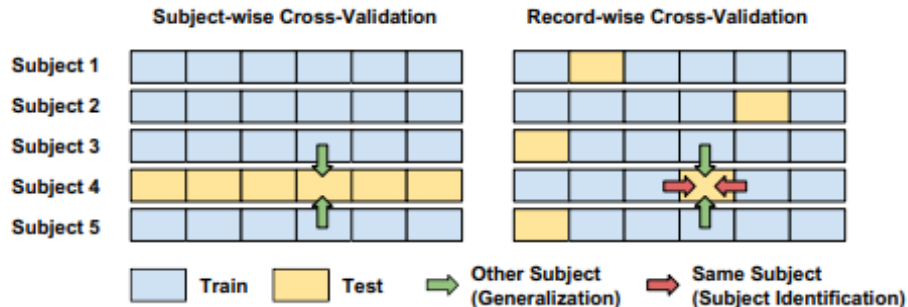 Subject-wise Cross-Validation
Record-wise Cross-Validation
Subject 1
Subject 2
Subject 3
Subject 4
Subject 5
Train
Test
Other Subject
(Generalization)
Same Subject
(Subject Identification)